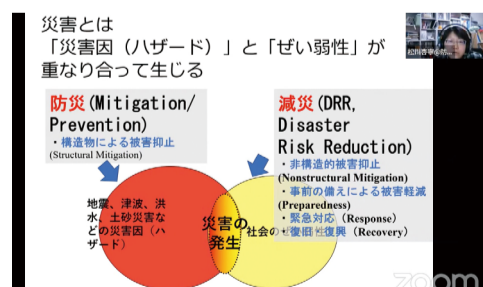 災害とは
「災害因（ハザード）」と「ぜい弱性」が
重なり合って生じる
防災(Mitigation/
Prevention)
・構造物による被害抑止
(Structural Mitigation)
減災(DRR,
Disaster
Risk Reduction)
・非構造的被害抑止
(Nonstructural Mitigation)
・事前の備えによる被害軽減
(Preparedness)
・緊急対応（Response）
・復旧・復興（Recovery）
地震、津波、洪
水、土砂災害な
どの災害因（ハ
ザード）
災害の
発生
社会の
zoom